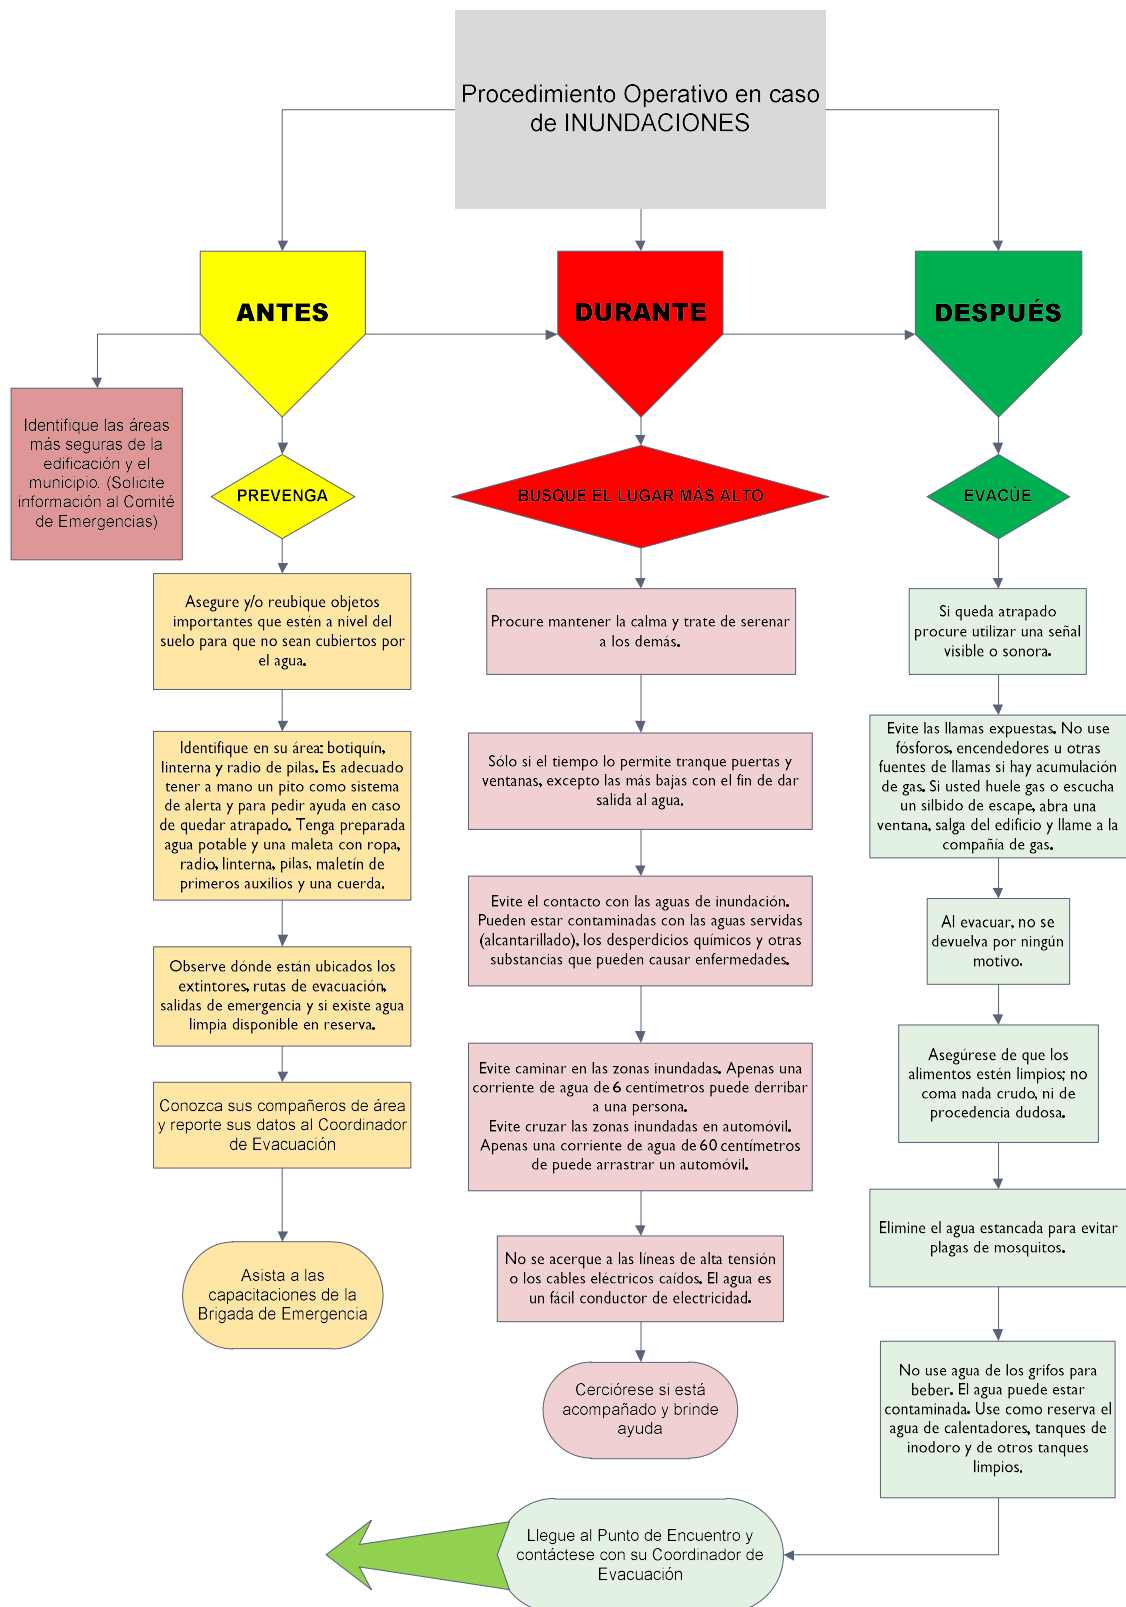 Procedimiento Operativo en caso
de INUNDACIONES
ANTES
DURANTE
DESPUÉS
Identifique las áreas
más seguras de la
edificación y el
municipio. (Solicite
información al Comité
de Emergencias)
PREVENGA
BUSQUE EL LUGAR MÁS ALTO
EVACÚE
Asegure y/o reubique objetos
importantes que estén a nivel del
suelo para que no sean cubiertos por
el agua.
Identifique en su área: botiquín,
linterna y radio de pilas. Es adecuado
tener a mano un pito como sistema
de alerta y para pedir ayuda en caso
de quedar atrapado. Tenga preparada
agua potable y una maleta con ropa,
radio, linterna, pilas, maletín de
primeros auxilios y una cuerda.
Observe dónde están ubicados los
extintores, rutas de evacuación,
salidas de emergencia y si existe agua
limpia disponible en reserva.
Conozca sus compañeros de área
y reporte sus datos al Coordinador
de Evacuación
Asista a las
capacitaciones de la
Brigada de Emergencia
Procure mantener la calma y trate de serenar
a los demás.
Sólo si el tiempo lo permite tranque puertas y
ventanas, excepto las más bajas con el fin de dar
salida al agua.
Evite el contacto con las aguas de inundación.
Pueden estar contaminadas con las aguas servidas
(alcantarillado), los desperdicios químicos y otras
substancias que pueden causar enfermedades.
Evite caminar en las zonas inundadas. Apenas una
corriente de agua de 6 centímetros puede derribar
a una persona.
Evite cruzar las zonas inundadas en automóvil.
Apenas una corriente de agua de 60 centímetros
de puede arrastrar un automóvil.
No se acerque a las líneas de alta tensión
o los cables eléctricos caídos. El agua es
un fácil conductor de electricidad.
Cerciórese si está
acompañado y brinde
ayuda
Si queda atrapado
procure utilizar una señal
visible o sonora.
Evite las llamas expuestas. No use
fósforos, encendedores u otras
fuentes de llamas si hay acumulación
de gas. Si usted huele gas o escucha
un silbido de escape, abra una
ventana, salga del edificio y llame a la
compañía de gas.
Al evacuar, no se
devuelva por ningún
motivo.
Asegúrese de que los
alimentos estén limpios; no
coma nada crudo, ni de
procedencia dudosa.
Elimine el agua estancada para evitar
plagas de mosquitos.
No use agua de los grifos para
beber. El agua puede estar
contaminada. Use como reserva el
agua de calentadores, tanques de
inodoro y de otros tanques
limpios.
Llegue al Punto de Encuentro y
contáctese con su Coordinador de
Evacuación